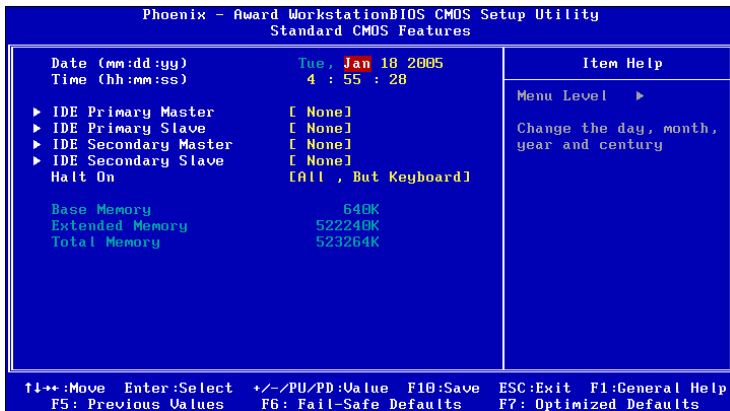 Phoenix - Award WorkstationBIOS CMOS Setup Utility
Standard CMOS Features
Date (mm:dd:yy) Tue, Jan 18 2005
Time (hh:mm:ss) 4 : 55 : 28
▶ IDE Primary Master [ None]
▶ IDE Primary Slave [ None]
▶ IDE Secondary Master [ None]
▶ IDE Secondary Slave [ None]
Halt On [All , But Keyboard]
Base Memory 640K
Extended Memory 522240K
Total Memory 523264K
Item Help
Menu Level ▶
Change the day, month,
year and century
↑↓→←:Move Enter:Select +/-/PU/PD:Value F10:Save ESC:Exit F1:General Help
F5: Previous Values F6: Fail-Safe Defaults F7: Optimized Defaults